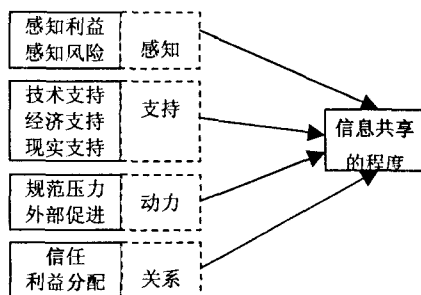 感知利益
感知风险
感知
技术支持
经济支持
现实支持
支持
信息共享
的程度
规范压力
外部促进
动力
信任
利益分配
关系